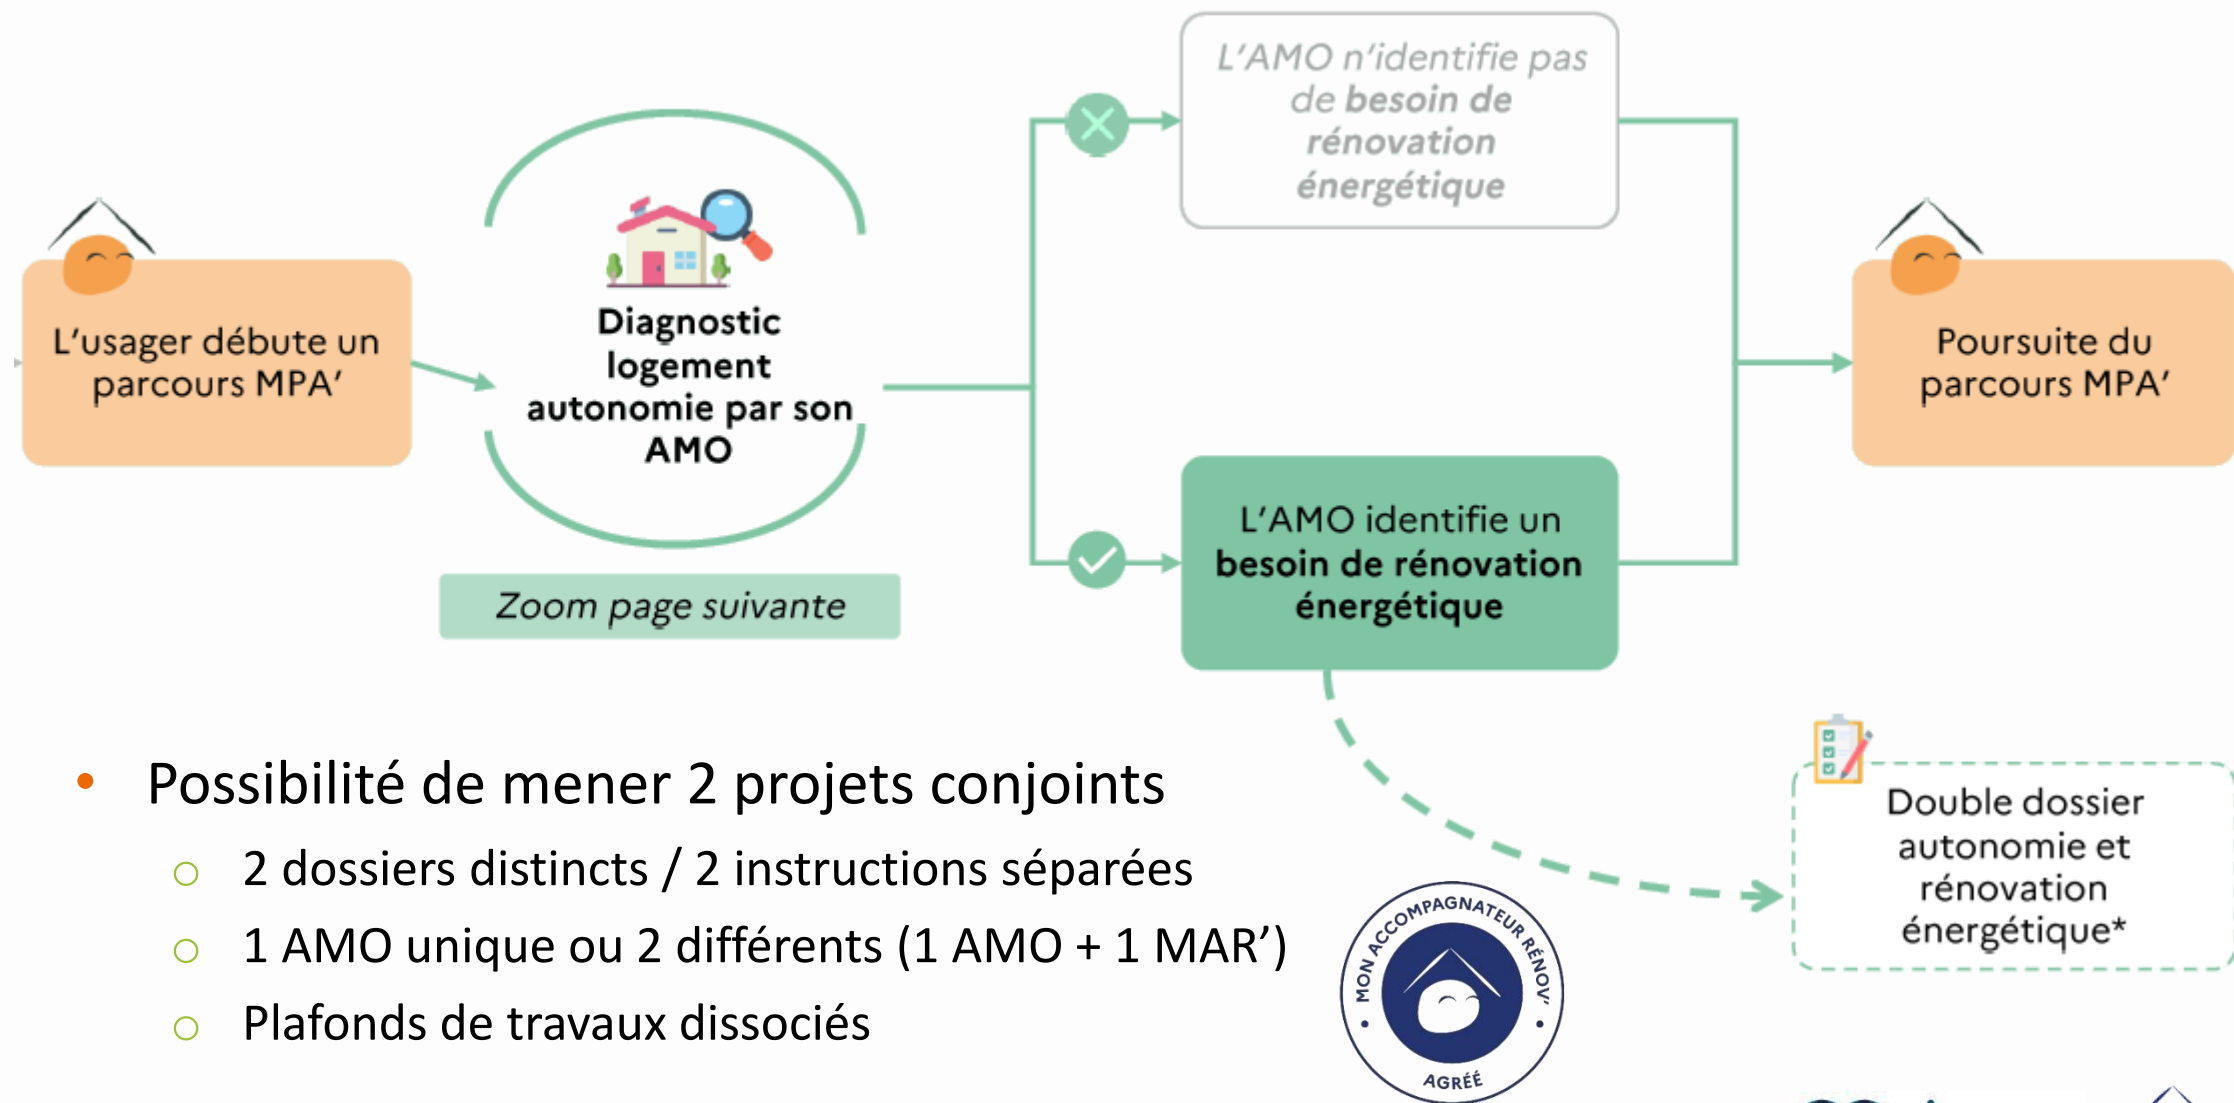 L'usager débute un
parcours MPA'
Diagnostic
logement
autonomie par son
AMO
Zoom page suivante
L'AMO n'identifie pas
de besoin de
rénovation
énergétique
L'AMO identifie un
besoin de rénovation
énergétique
Poursuite du
parcours MPA'
Double dossier
autonomie et
rénovation
énergétique*
• Possibilité de mener 2 projets conjoints
o 2 dossiers distincts / 2 instructions séparées
o 1 AMO unique ou 2 différents (1 AMO + 1 MAR’)
o Plafonds de travaux dissociés
• MON ACCOMPAGNATEUR RÉNOV' •
AGRÉÉ